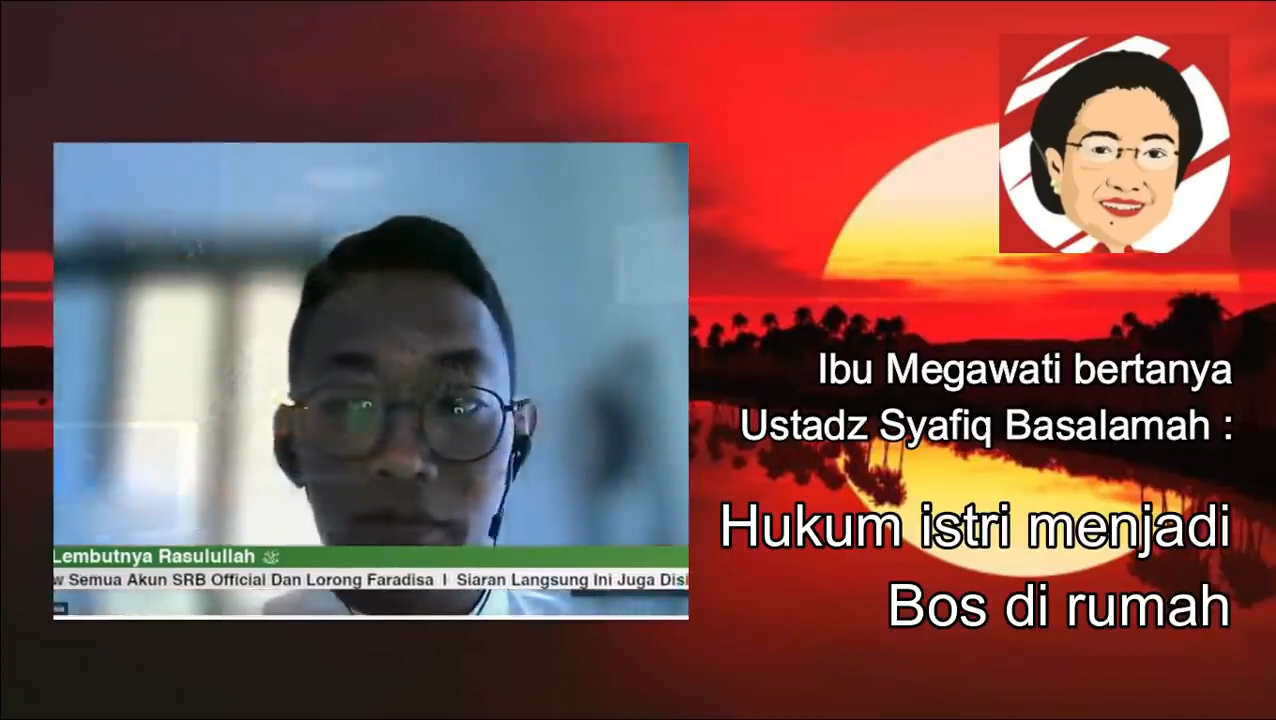 Ibu Megawati bertanya
Ustadz Syafiq Basalamah :
Hukum istri menjadi
Bos di rumah
Lembutnya Rasulullah ﷺ
w Semua Akun SRB Official Dan Lorong Faradisa I Siaran Langsung Ini Juga Disi